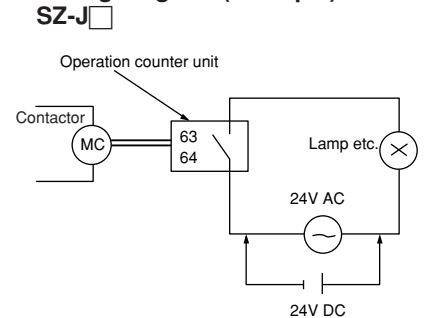 SZ-J□
Operation counter unit
Contactor
MC
63
64
Lamp etc.
24V AC
24V DC